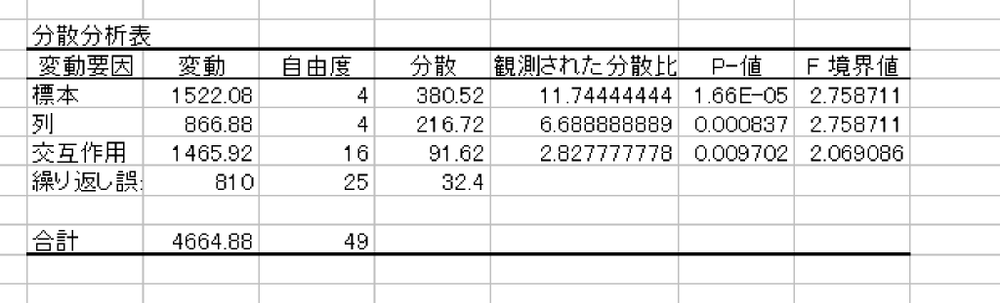 分散分析表
変動要因 変動 自由度 分散 観測された分散比 P-値 F 境界値
標本 1522.08 4 380.52 11.74444444 1.66E-05 2.758711
列 866.88 4 216.72 6.688888889 0.000837 2.758711
交互作用 1465.92 16 91.62 2.827777778 0.009702 2.069086
繰り返し誤 810 25 32.4
合計 4664.88 49